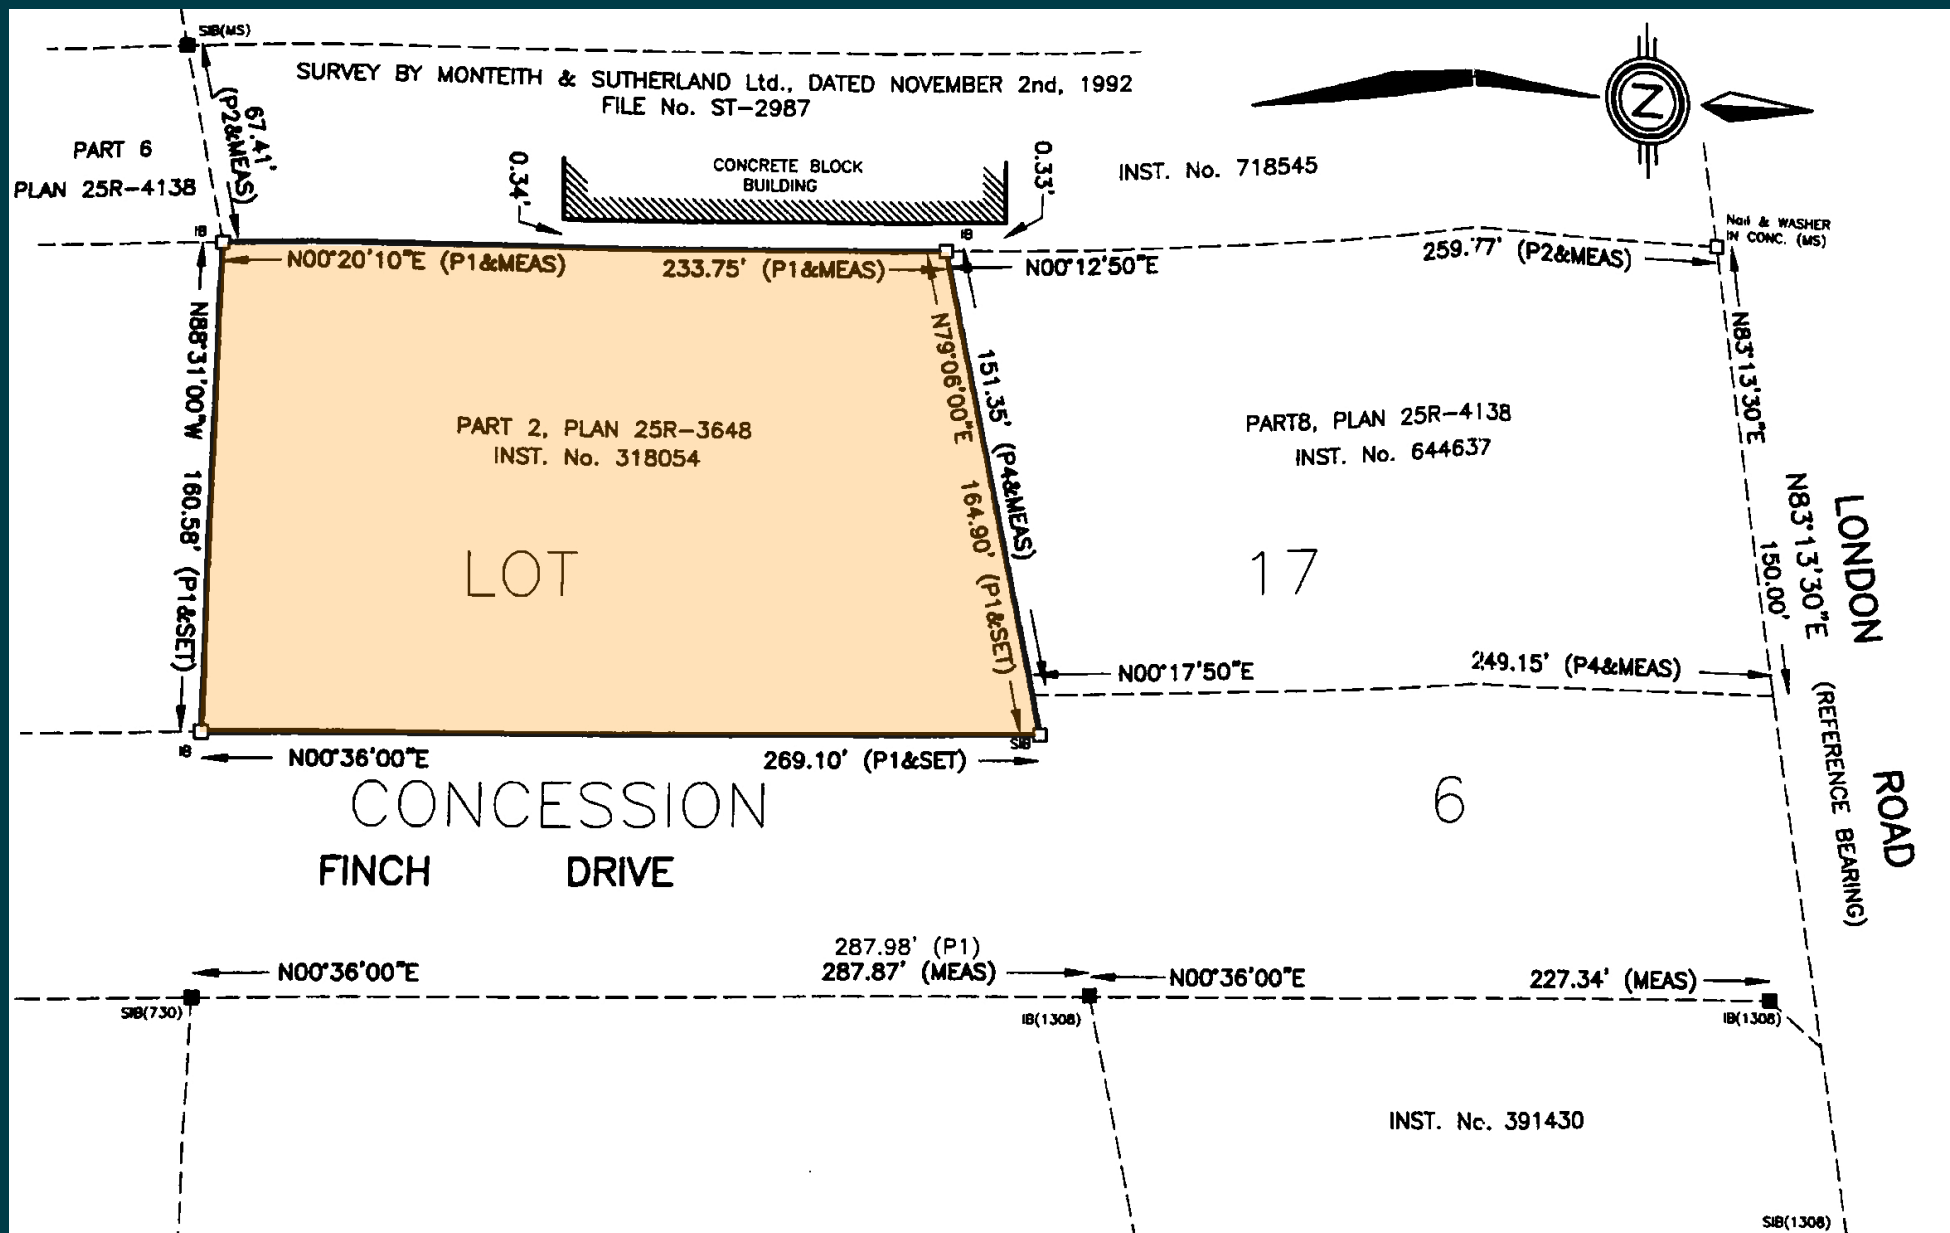 SIB(MS)
SURVEY BY MONTEITH & SUTHERLAND Ltd., DATED NOVEMBER 2nd, 1992
FILE No. ST-2987
67.41'
(P2&MEAS)
PART 6
PLAN 25R-4138
0.34'
CONCRETE BLOCK
BUILDING
0.33'
INST. No. 718545
Z
Nail & WASHER
IN CONC. (MS)
IB
IB
N00°20'10"E (P1&MEAS)
233.75' (P1&MEAS)
N00°12'50"E
259.77' (P2&MEAS)
N88°31'00"W 160.58' (P1&SET)
N79°06'00"E 164.90' (P1&SET)
151.35' (P4&MEAS)
N83°13'30"E
150.00'
PART 2, PLAN 25R-3648
INST. No. 318054
PART8, PLAN 25R-4138
INST. No. 644637
LOT
17
N83°13'30"E (REFERENCE BEARING)
LONDON ROAD
N00°17'50"E
249.15' (P4&MEAS)
IB
SIB
N00°36'00"E
269.10' (P1&SET)
CONCESSION
6
FINCH DRIVE
287.98' (P1)
N00°36'00"E
287.87' (MEAS)
N00°36'00"E
227.34' (MEAS)
SIB(730)
IB(1308)
IB(1308)
INST. No. 391430
SIB(1308)